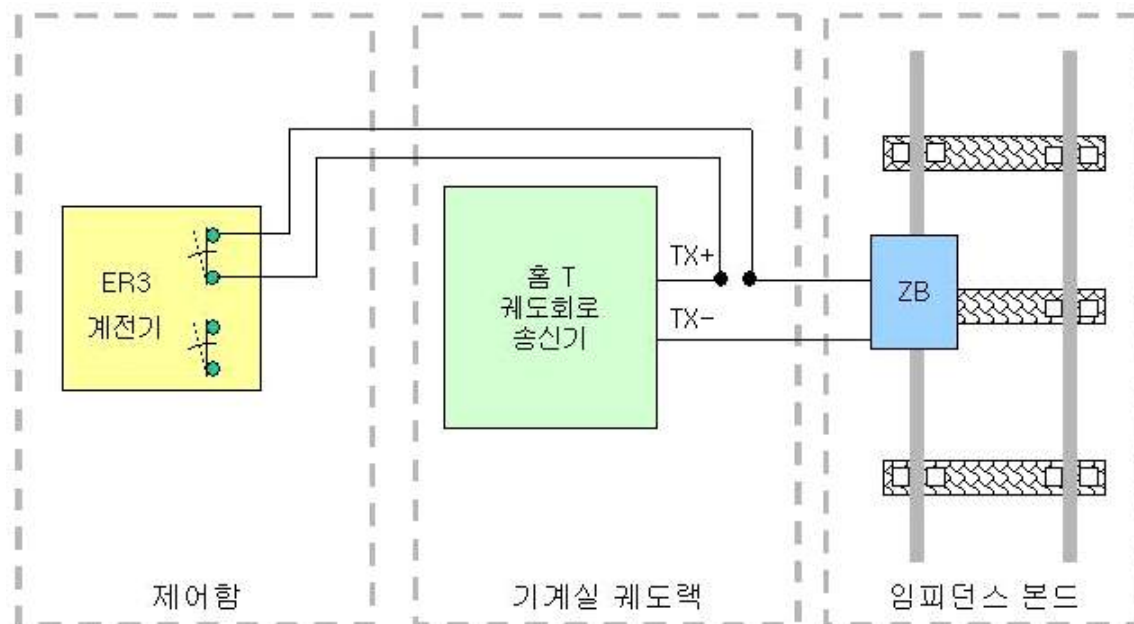 ER3
계전기
홈 T
궤도회로
송신기
TX+
TX-
ZB
제어함
기계실 궤도랙
임피던스 본드